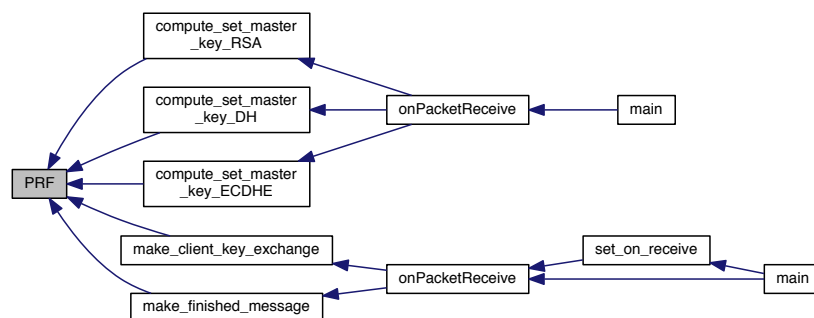 compute_set_master
_key_RSA
compute_set_master
_key_DH
onPacketReceive
main
compute_set_master
_key_ECDHE
PRF
make_client_key_exchange
set_on_receive
onPacketReceive
main
make_finished_message